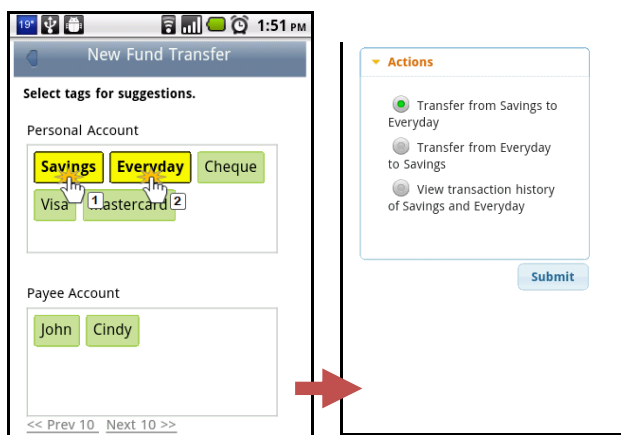 19° 1:51 PM
New Fund Transfer
Select tags for suggestions.
Personal Account
Savings Everyday Cheque
1 2
Visa Mastercard
Payee Account
John Cindy
<< Prev 10 Next 10 >>
Actions
Transfer from Savings to
Everyday
Transfer from Everyday
to Savings
View transaction history
of Savings and Everyday
Submit